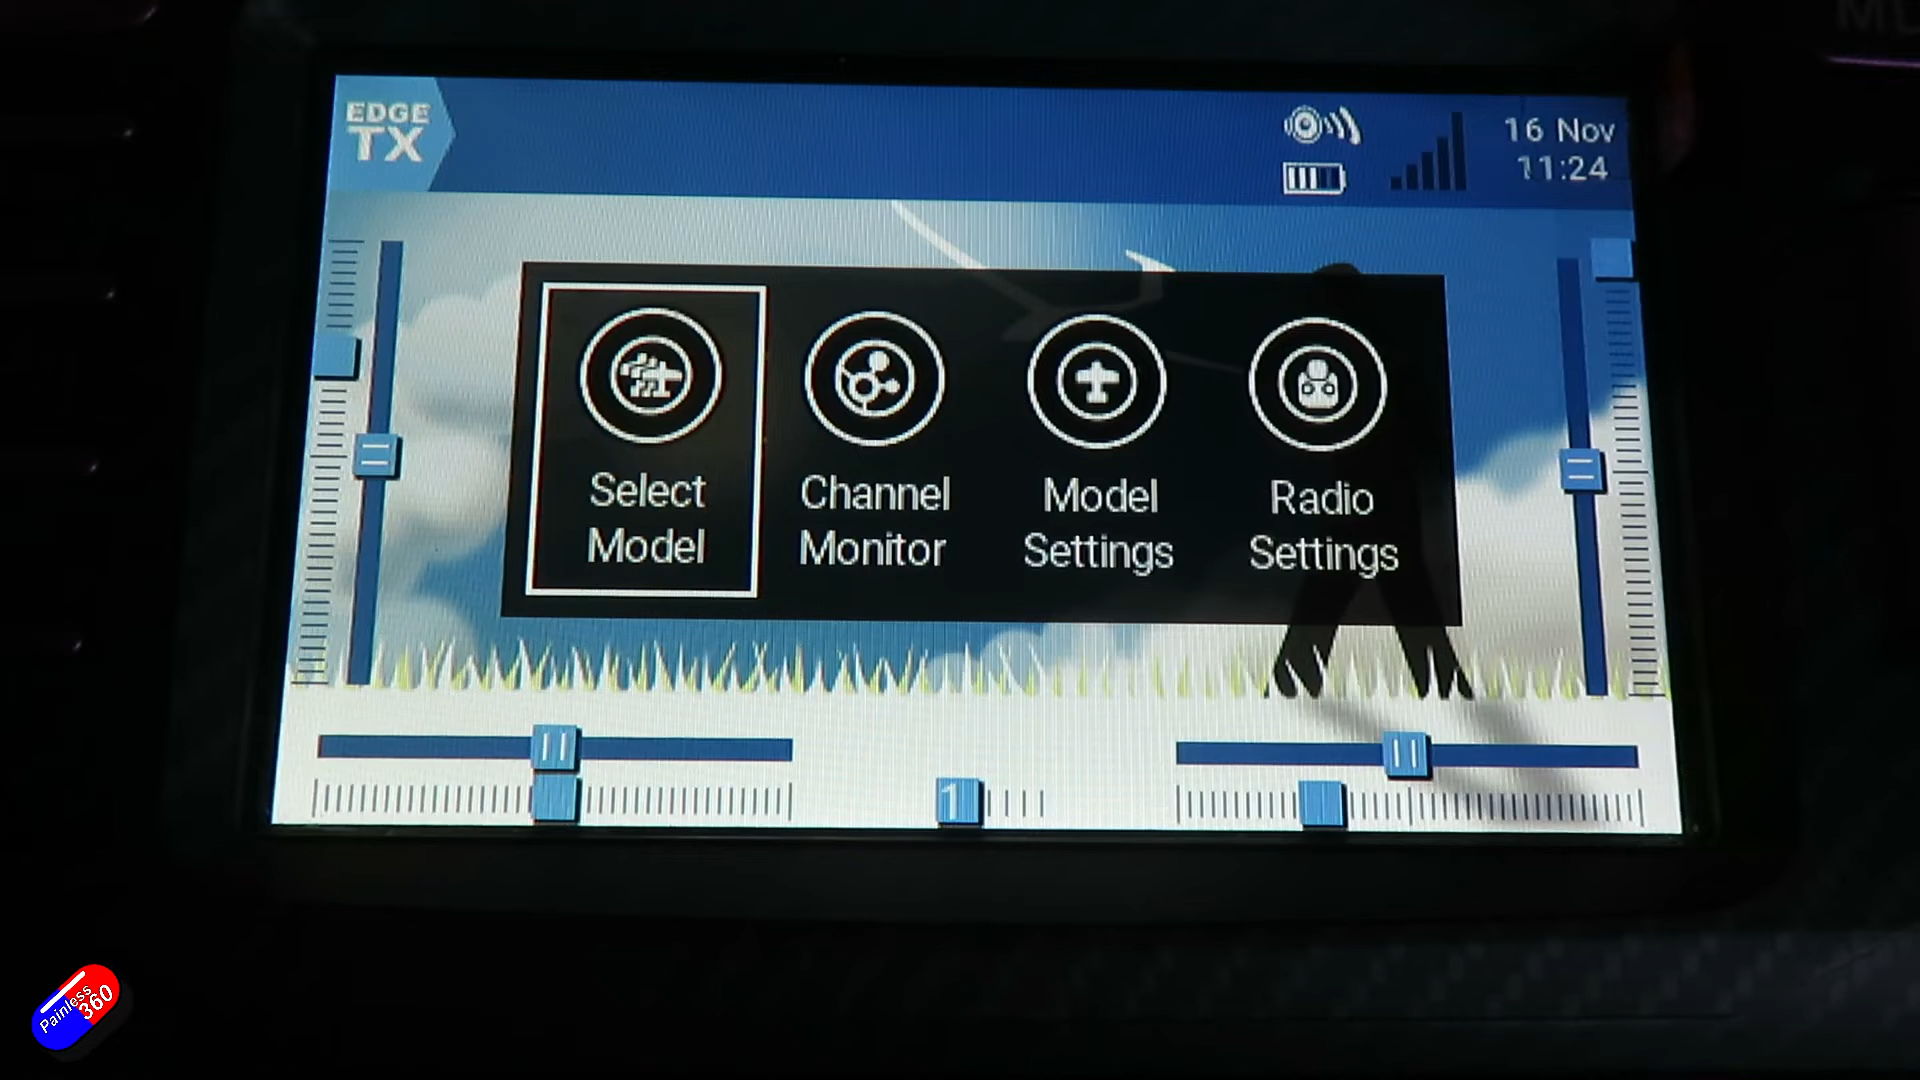 EDGE
TX
16 Nov
11:24
Select
Model
Channel
Monitor
Model
Settings
Radio
Settings
1
Painless
360